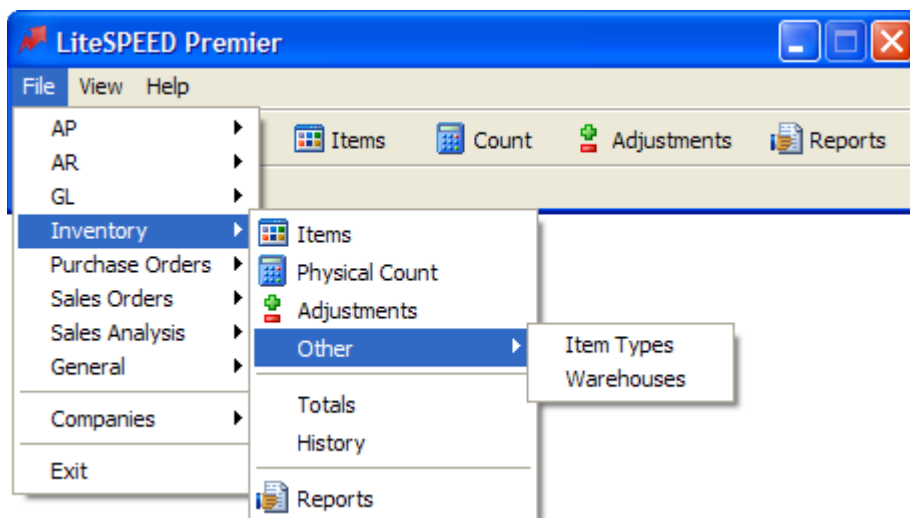 LiteSPEED Premier
File View Help
Items Count Adjustments Reports
AP
AR
GL
Inventory
Purchase Orders
Sales Orders
Sales Analysis
General
Companies
Exit
Items
Physical Count
Adjustments
Other
Totals
History
Reports
Item Types
Warehouses